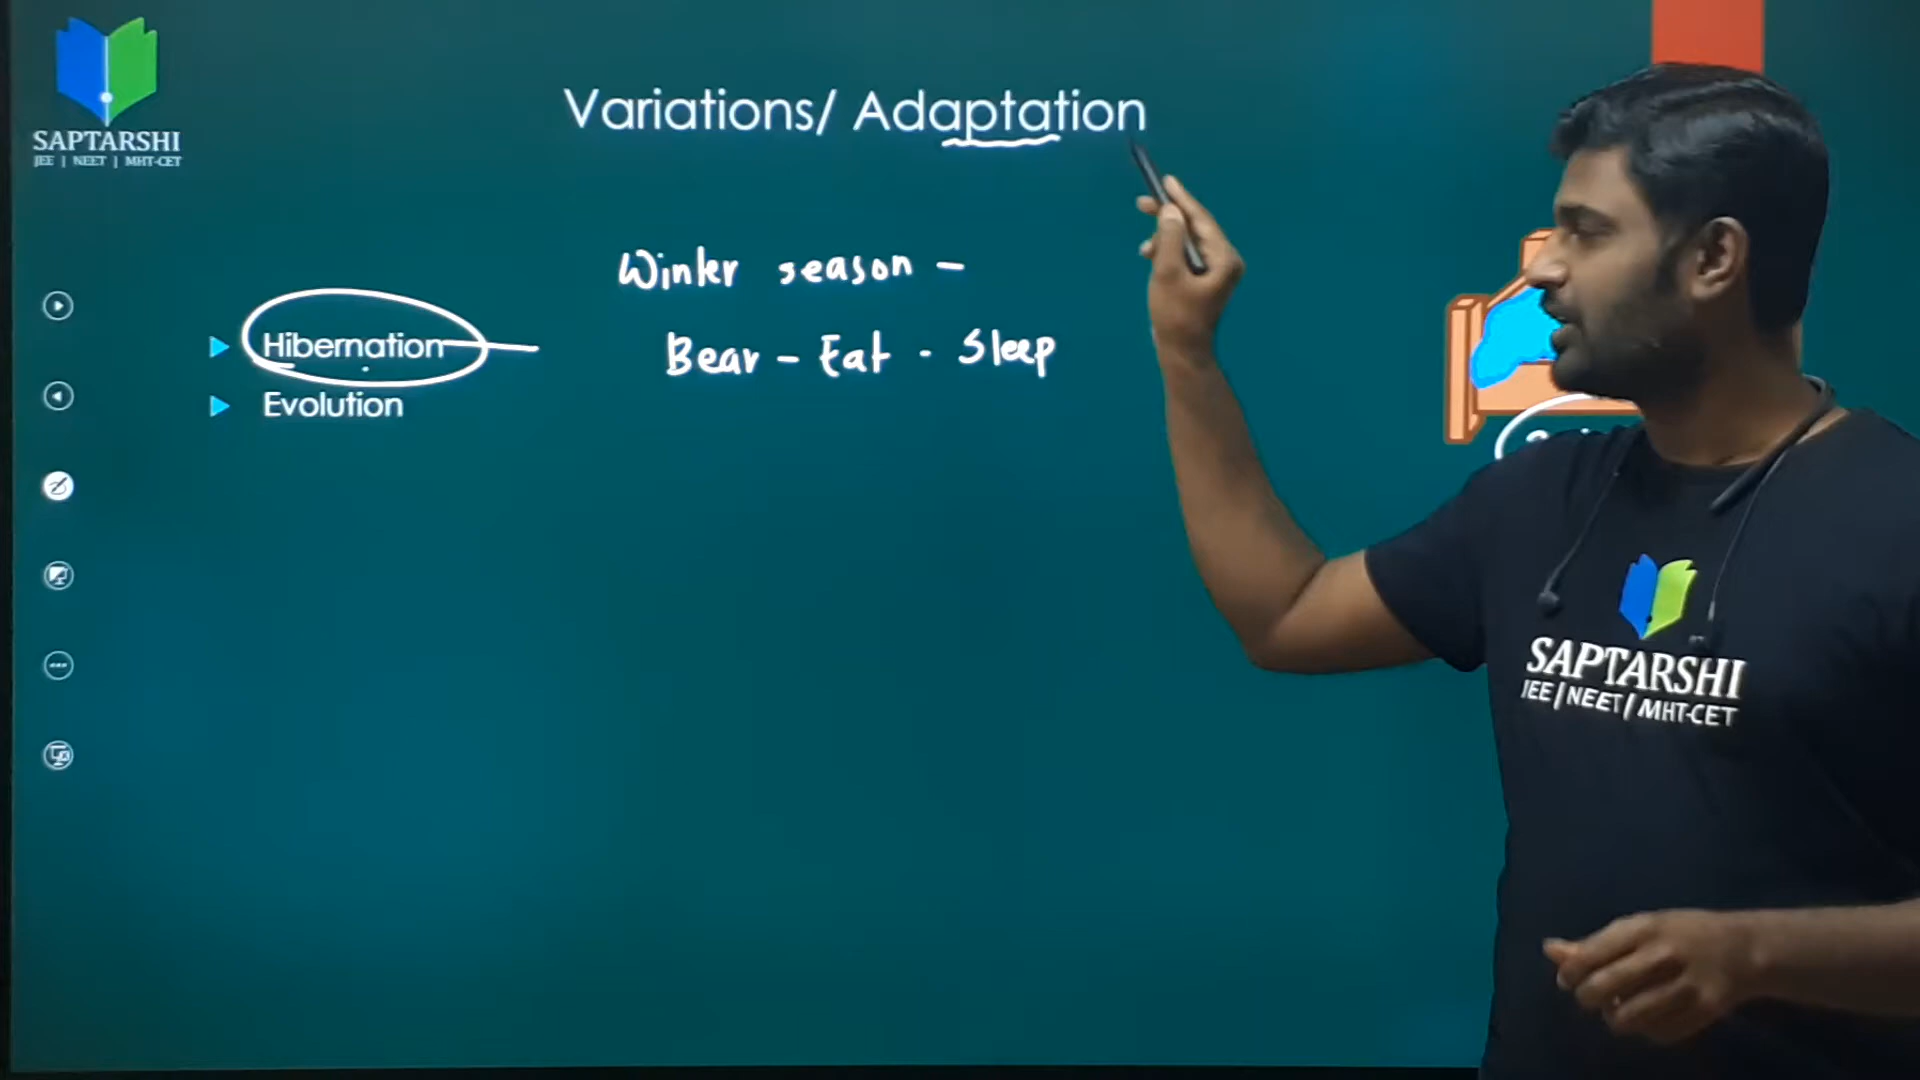 SAPTARSHI
JEE | NEET | MHT-CET
Variations/ Adaptation
Winter season -
Hibernation
Bear - Eat - Sleep
Evolution
SAPTARSHI
JEE | NEET | MHT-CET